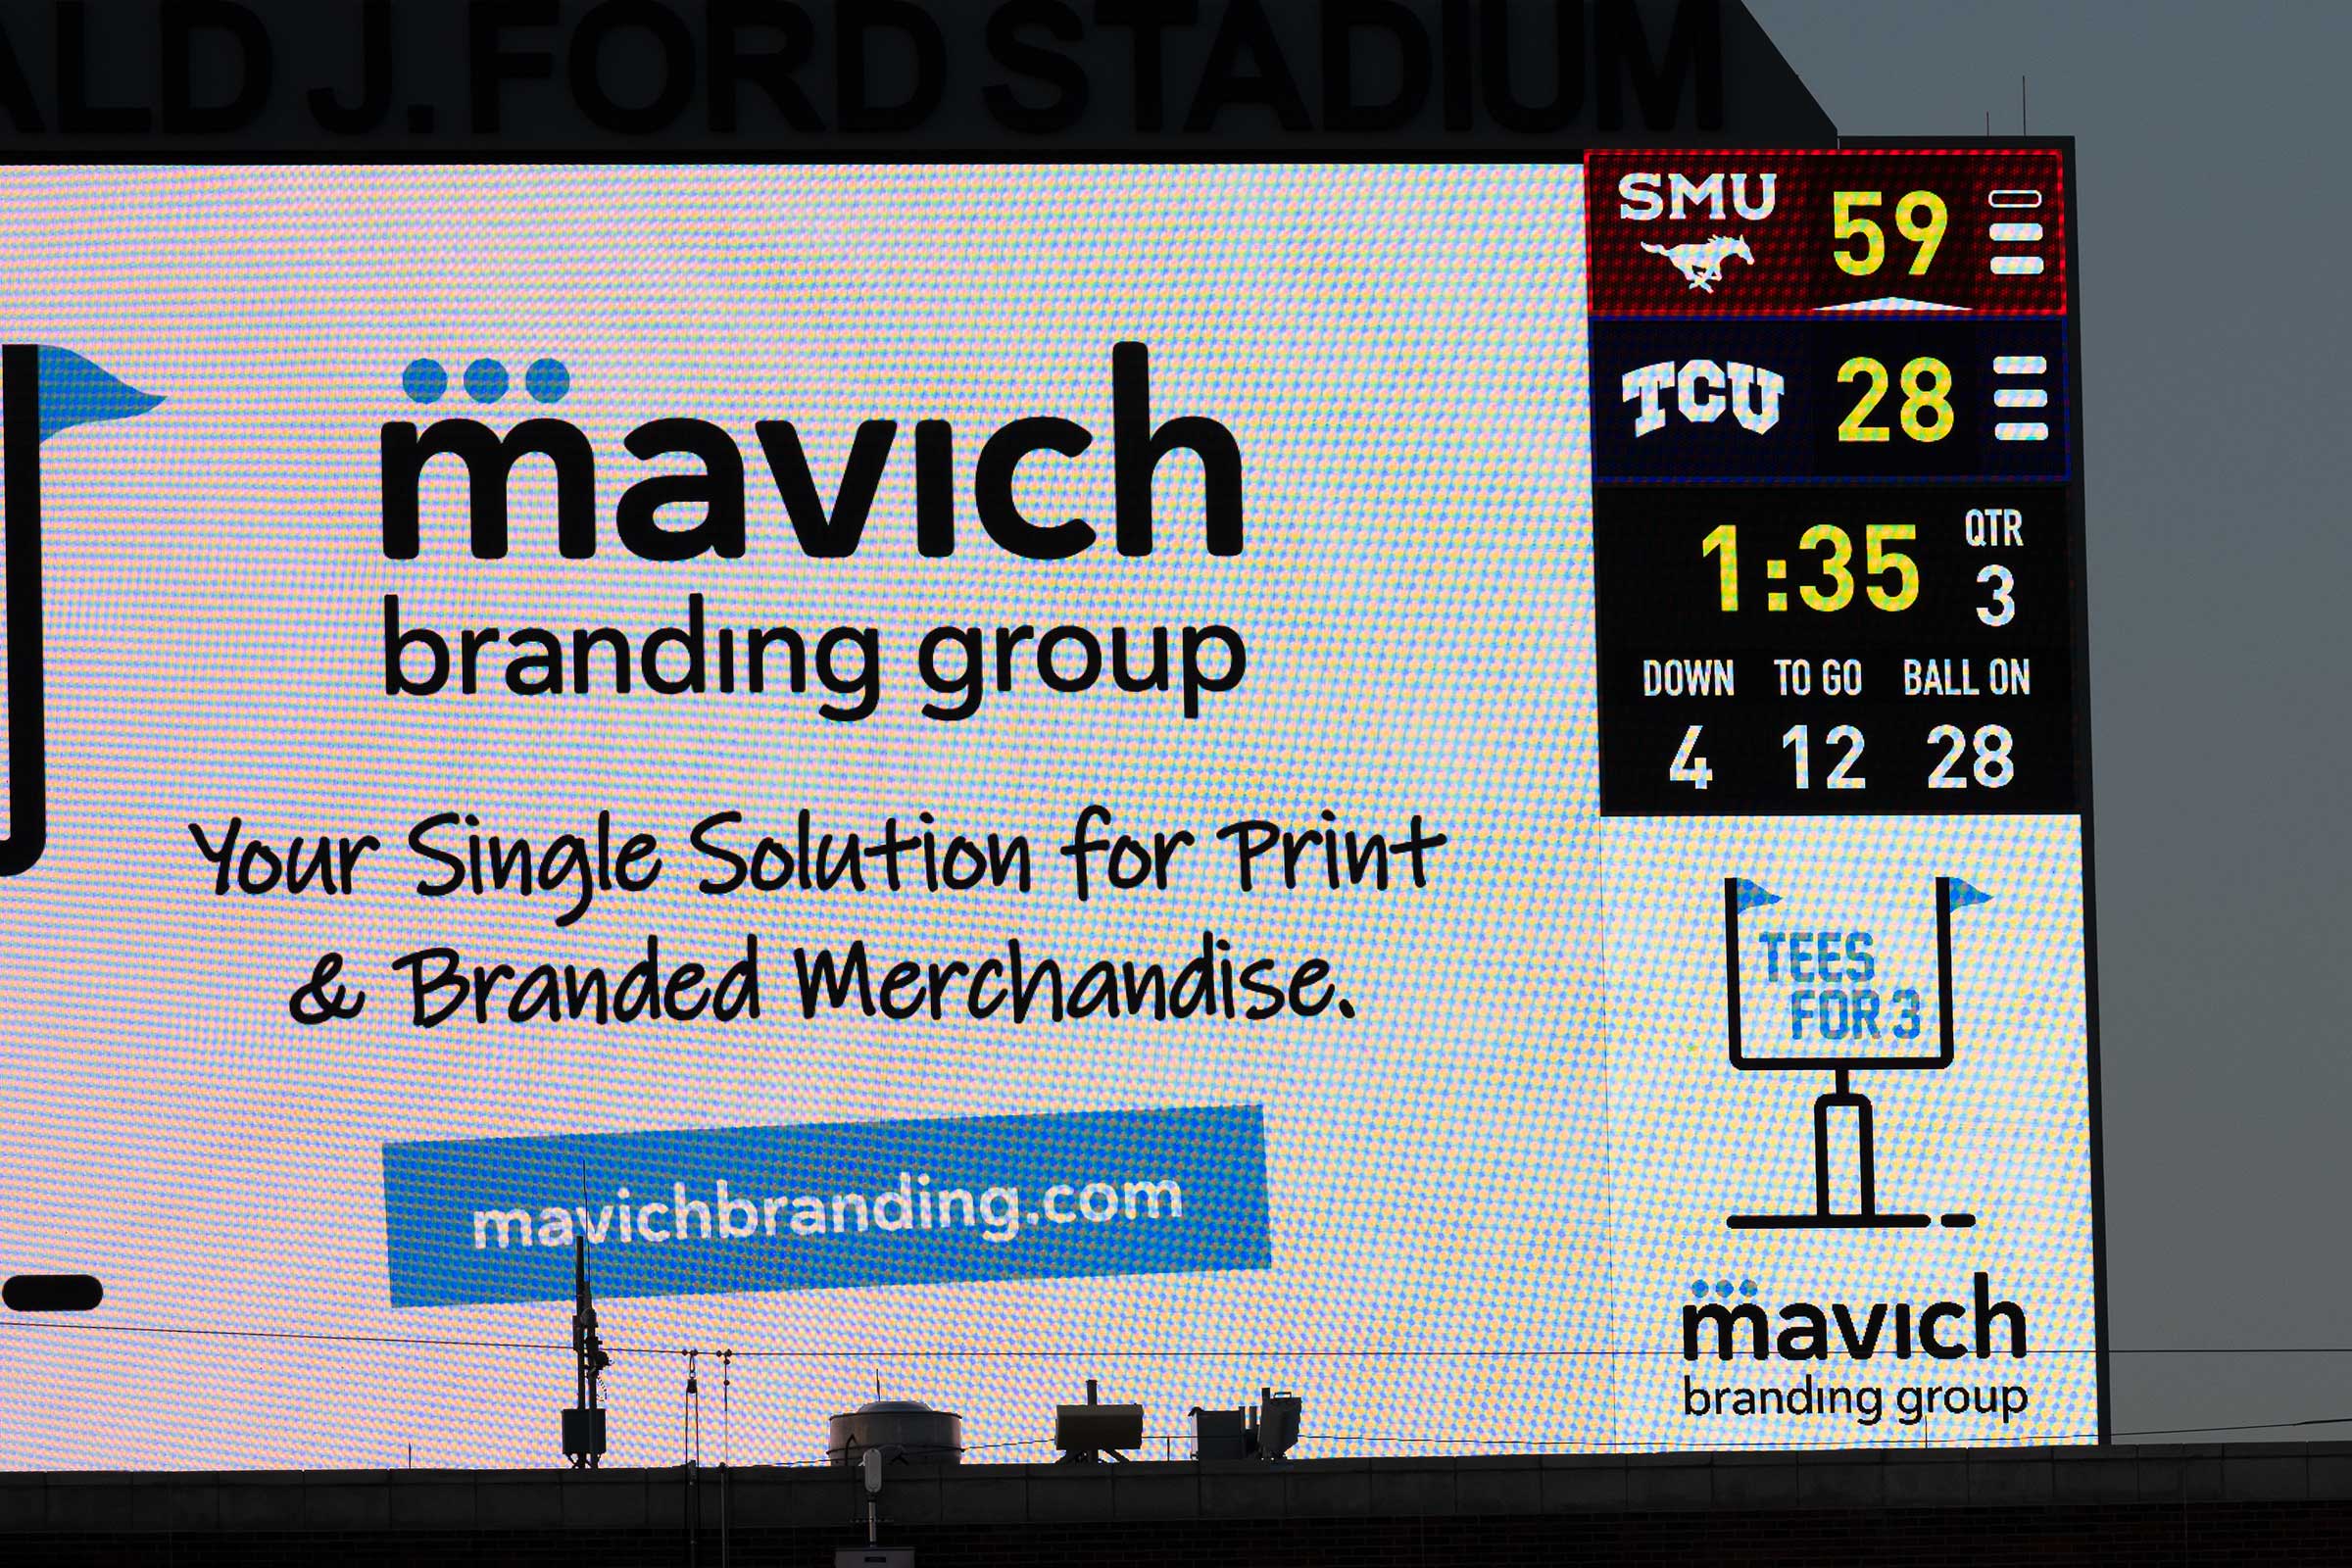 ALD J. FORD STADIUM
mavich
branding group
Your Single Solution for Print
& Branded Merchandise.
mavichbranding.com
SMU 59
TCU 28
1:35 QTR 3
DOWN TO GO BALL ON
4 12 28
TEES
FOR 3
mavich
branding group